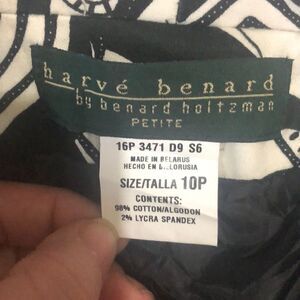 harvé benard
by benard holtzman
PETITE
16P 3471 D9 S6
MADE IN BELARUS
HECHO EN BIELORUSIA
SIZE/TALLA 10P
CONTENTS:
98% COTTON/ALGODON
2% LYCRA SPANDEX